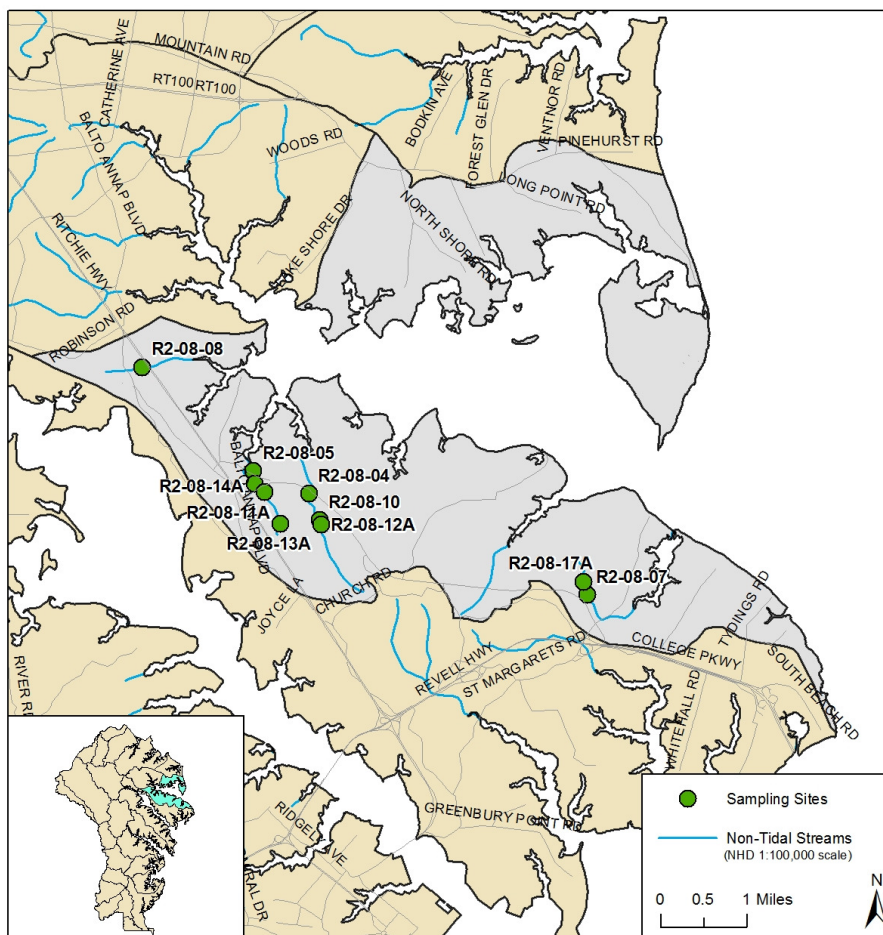 MOUNTAIN RD
CATHERINE AVE
RT100
RT100
BODKIN AVE
FOREST GLEN DR
VENTNOR RD
PINEHURST RD
WOODS RD
BALTO ANNAP BLVD
LONG POINT RD
NORTH SHORE RD
LAKE SHORE DR
RITCHIE HWY
ROBINSON RD
R2-08-08
R2-08-05
R2-08-04
R2-08-14A
R2-08-10
R2-08-11A
R2-08-12A
R2-08-13A
BALTO ANNAP BLVD
R2-08-17A
R2-08-07
CHURCH RD
JOYCE LA
TYDINGS RD
COLLEGE PKWY
REVELL HWY
ST MARGARETS RD
SOUTH BEACH RD
WHITEHALL RD
RIVER RD
GREENBURY POINT RD
RIDGELY AVE
RAL DR
Sampling Sites
Non-Tidal Streams
(NHD 1:100,000 scale)
0 0.5 1 Miles
N